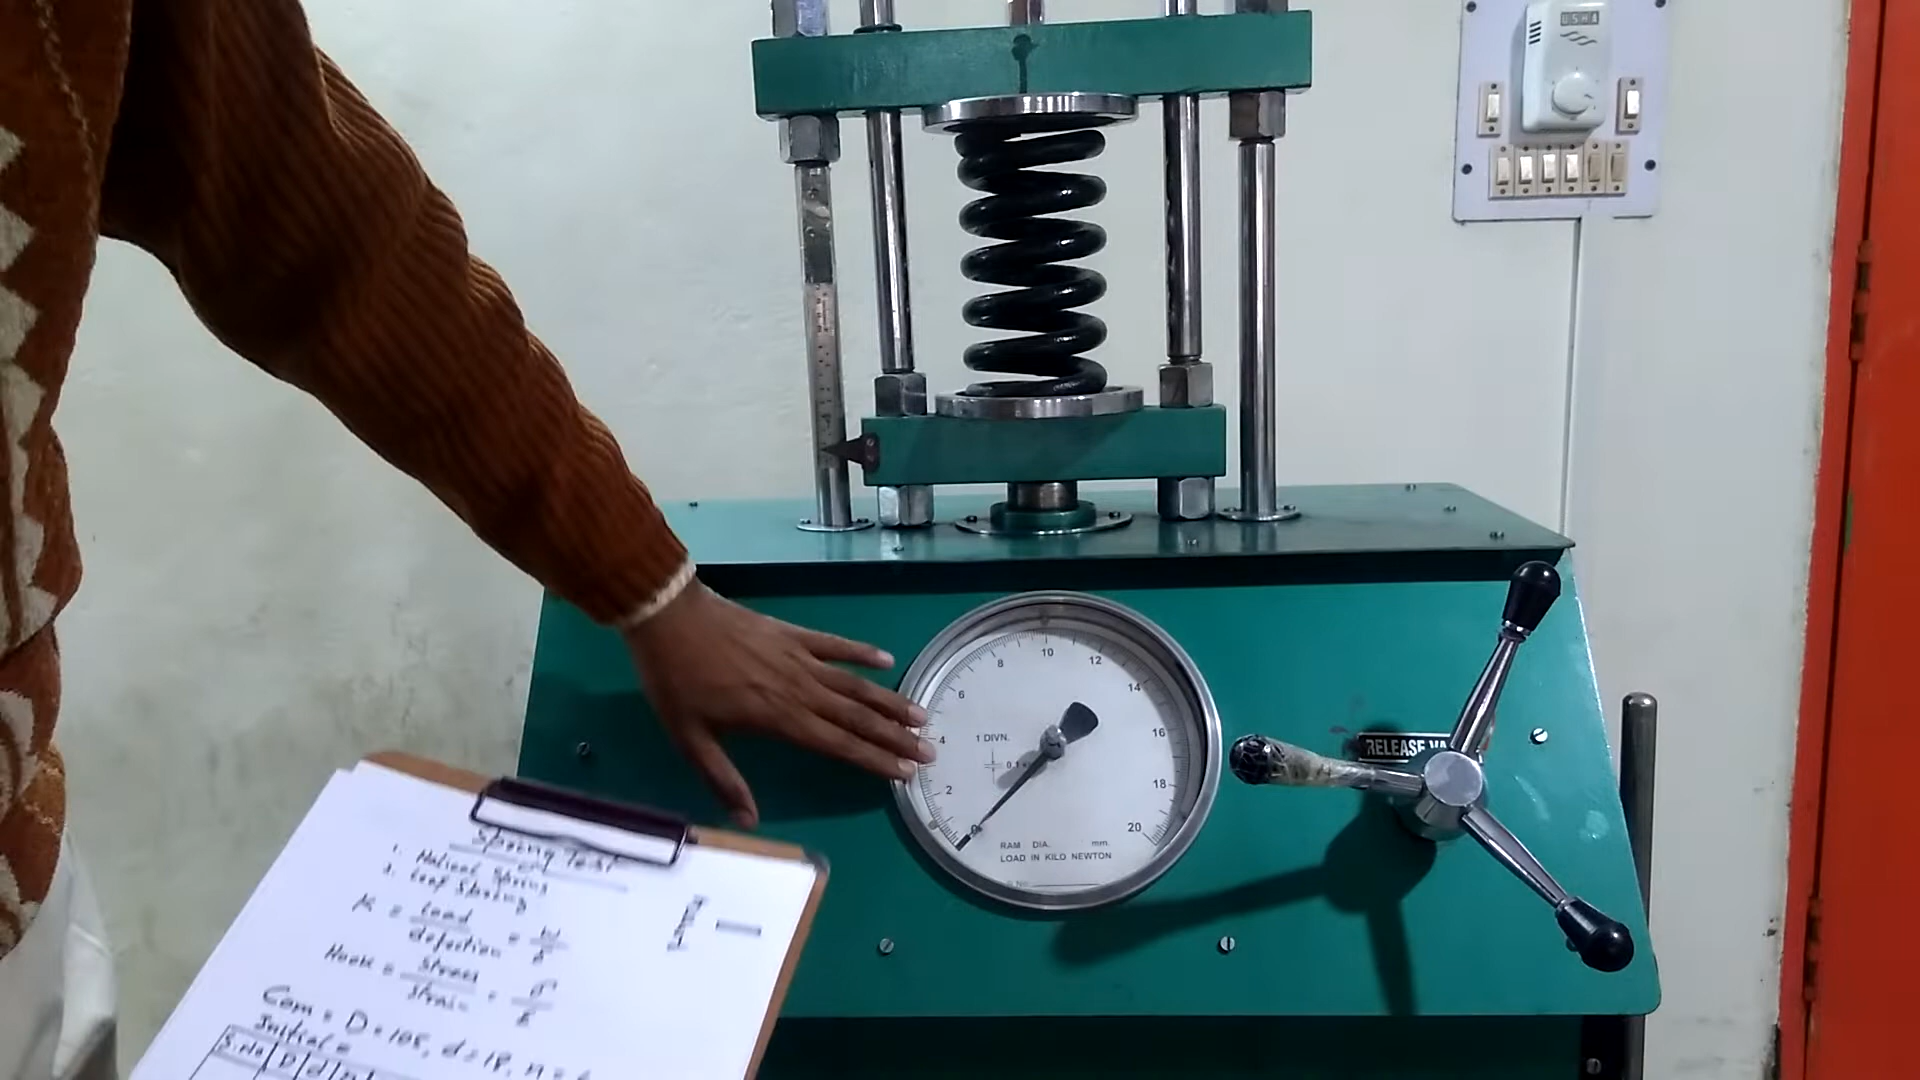 USHA
10
8
12
6
14
4
16
1 DIVN.
2
18
0
20
RAM DIA. mm.
LOAD IN KILO NEWTON
RELEASE VA
Spring Test
1. Helical Spring
2. Leaf Spring
K = Load / deflection = W / δ
Hook = Stress / Strain = σ / ε
Com = D = 105, d = 18, n =
Initial =
S.No D d n